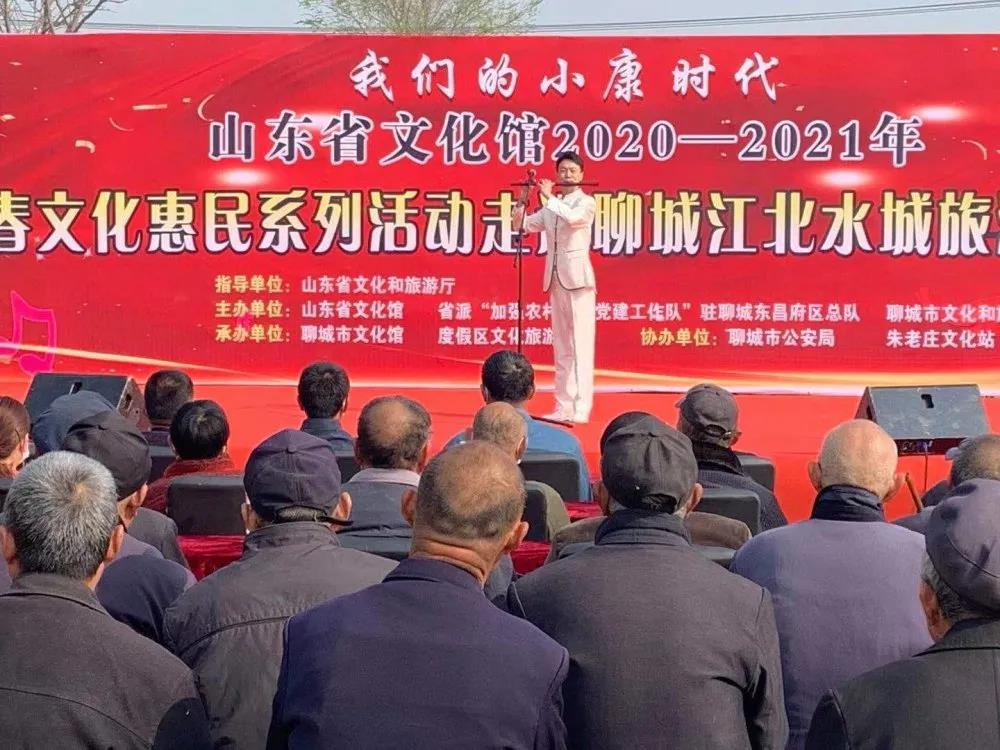 我们的小康时代
山东省文化馆2020—2021年
春文化惠民系列活动走 聊城江北水城旅
指导单位：山东省文化和旅游厅
主办单位：山东省文化馆 省派“加强农村 党建工作队”驻聊城东昌府区总队 聊城市文化和
承办单位：聊城市文化馆 度假区文化旅游 协办单位：聊城市公安局 朱老庄文化站